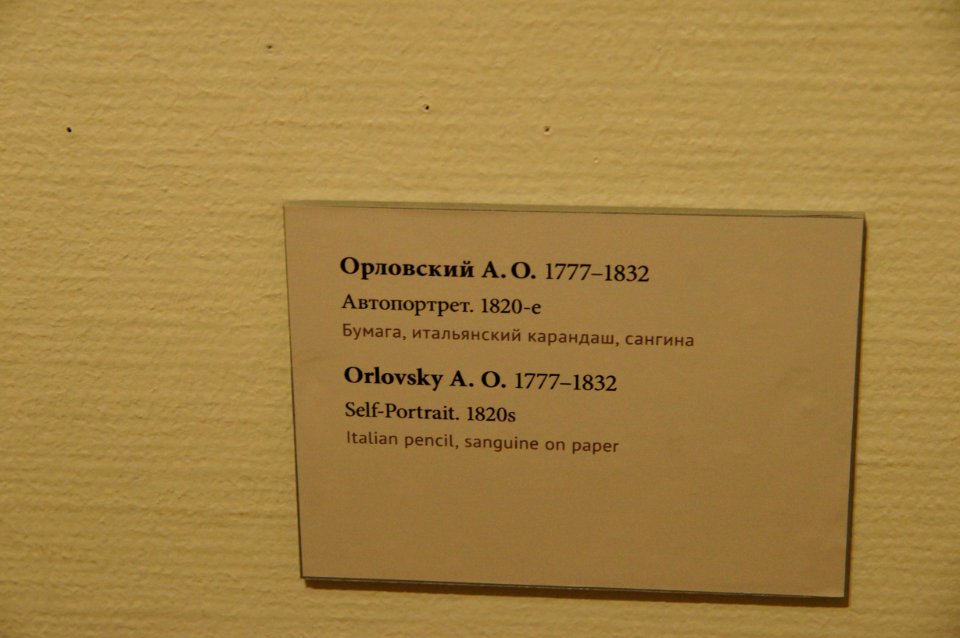 Орловский А. О. 1777–1832
Автопортрет. 1820-е
Бумага, итальянский карандаш, сангина
Orlovsky A. O. 1777–1832
Self-Portrait. 1820s
Italian pencil, sanguine on paper